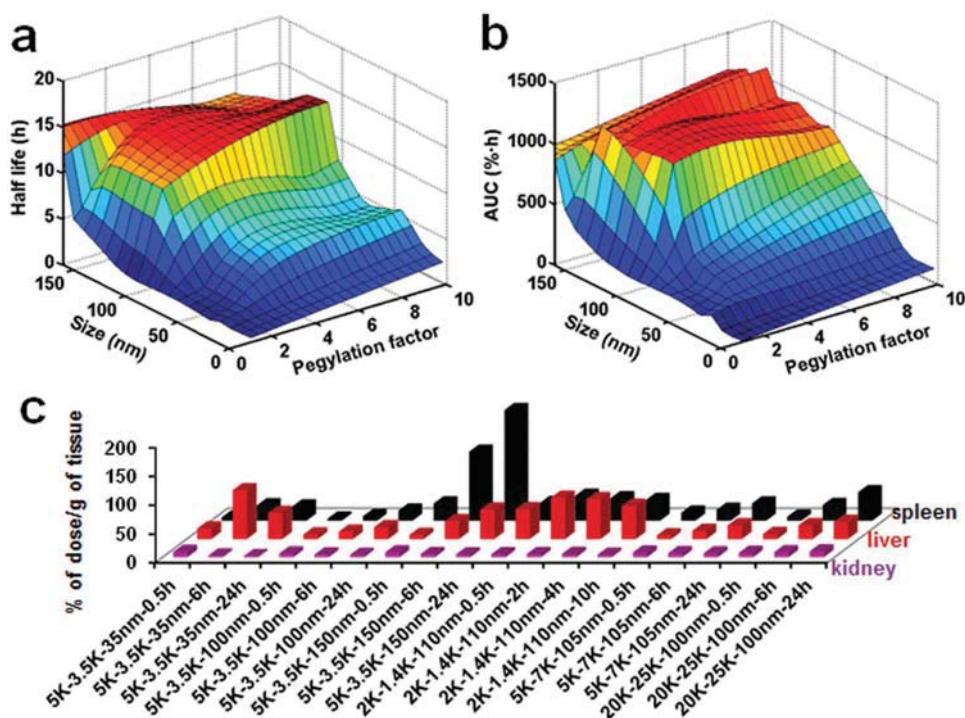 a
b
20
15
10
5
0
Half life (h)
150
100
50
0
Size (nm)
0
2
4
6
8
10
Pegylation factor
1500
1000
500
0
AUC (%·h)
150
100
50
0
Size (nm)
0
2
4
6
8
10
Pegylation factor
c
200
150
100
50
0
% of dose/g of tissue
spleen
liver
kidney
5K-3.5K-35nm-0.5h
5K-3.5K-35nm-6h
5K-3.5K-35nm-24h
5K-3.5K-100nm-0.5h
5K-3.5K-100nm-6h
5K-3.5K-100nm-24h
5K-3.5K-150nm-0.5h
5K-3.5K-150nm-6h
5K-3.5K-150nm-24h
2K-1.4K-110nm-0.5h
2K-1.4K-110nm-2h
2K-1.4K-110nm-4h
2K-1.4K-110nm-10h
5K-7K-105nm-0.5h
5K-7K-105nm-6h
5K-7K-105nm-24h
20K-25K-100nm-0.5h
20K-25K-100nm-6h
20K-25K-100nm-24h